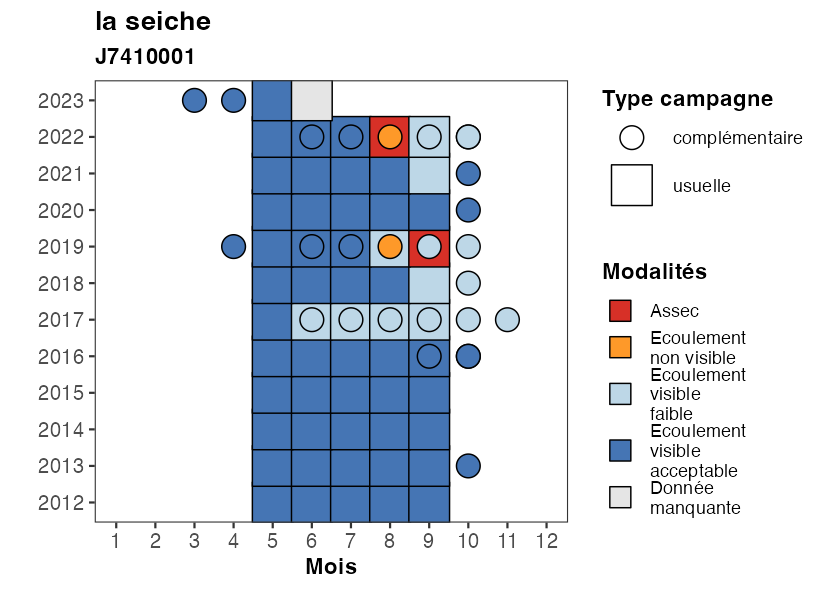 la seiche
J7410001
2023
2022
2021
2020
2019
2018
2017
2016
2015
2014
2013
2012
1 2 3 4 5 6 7 8 9 10 11 12
Mois
Type campagne
complémentaire
usuelle
Modalités
Assec
Ecoulement
non visible
Ecoulement
visible
faible
Ecoulement
visible
acceptable
Donnée
manquante